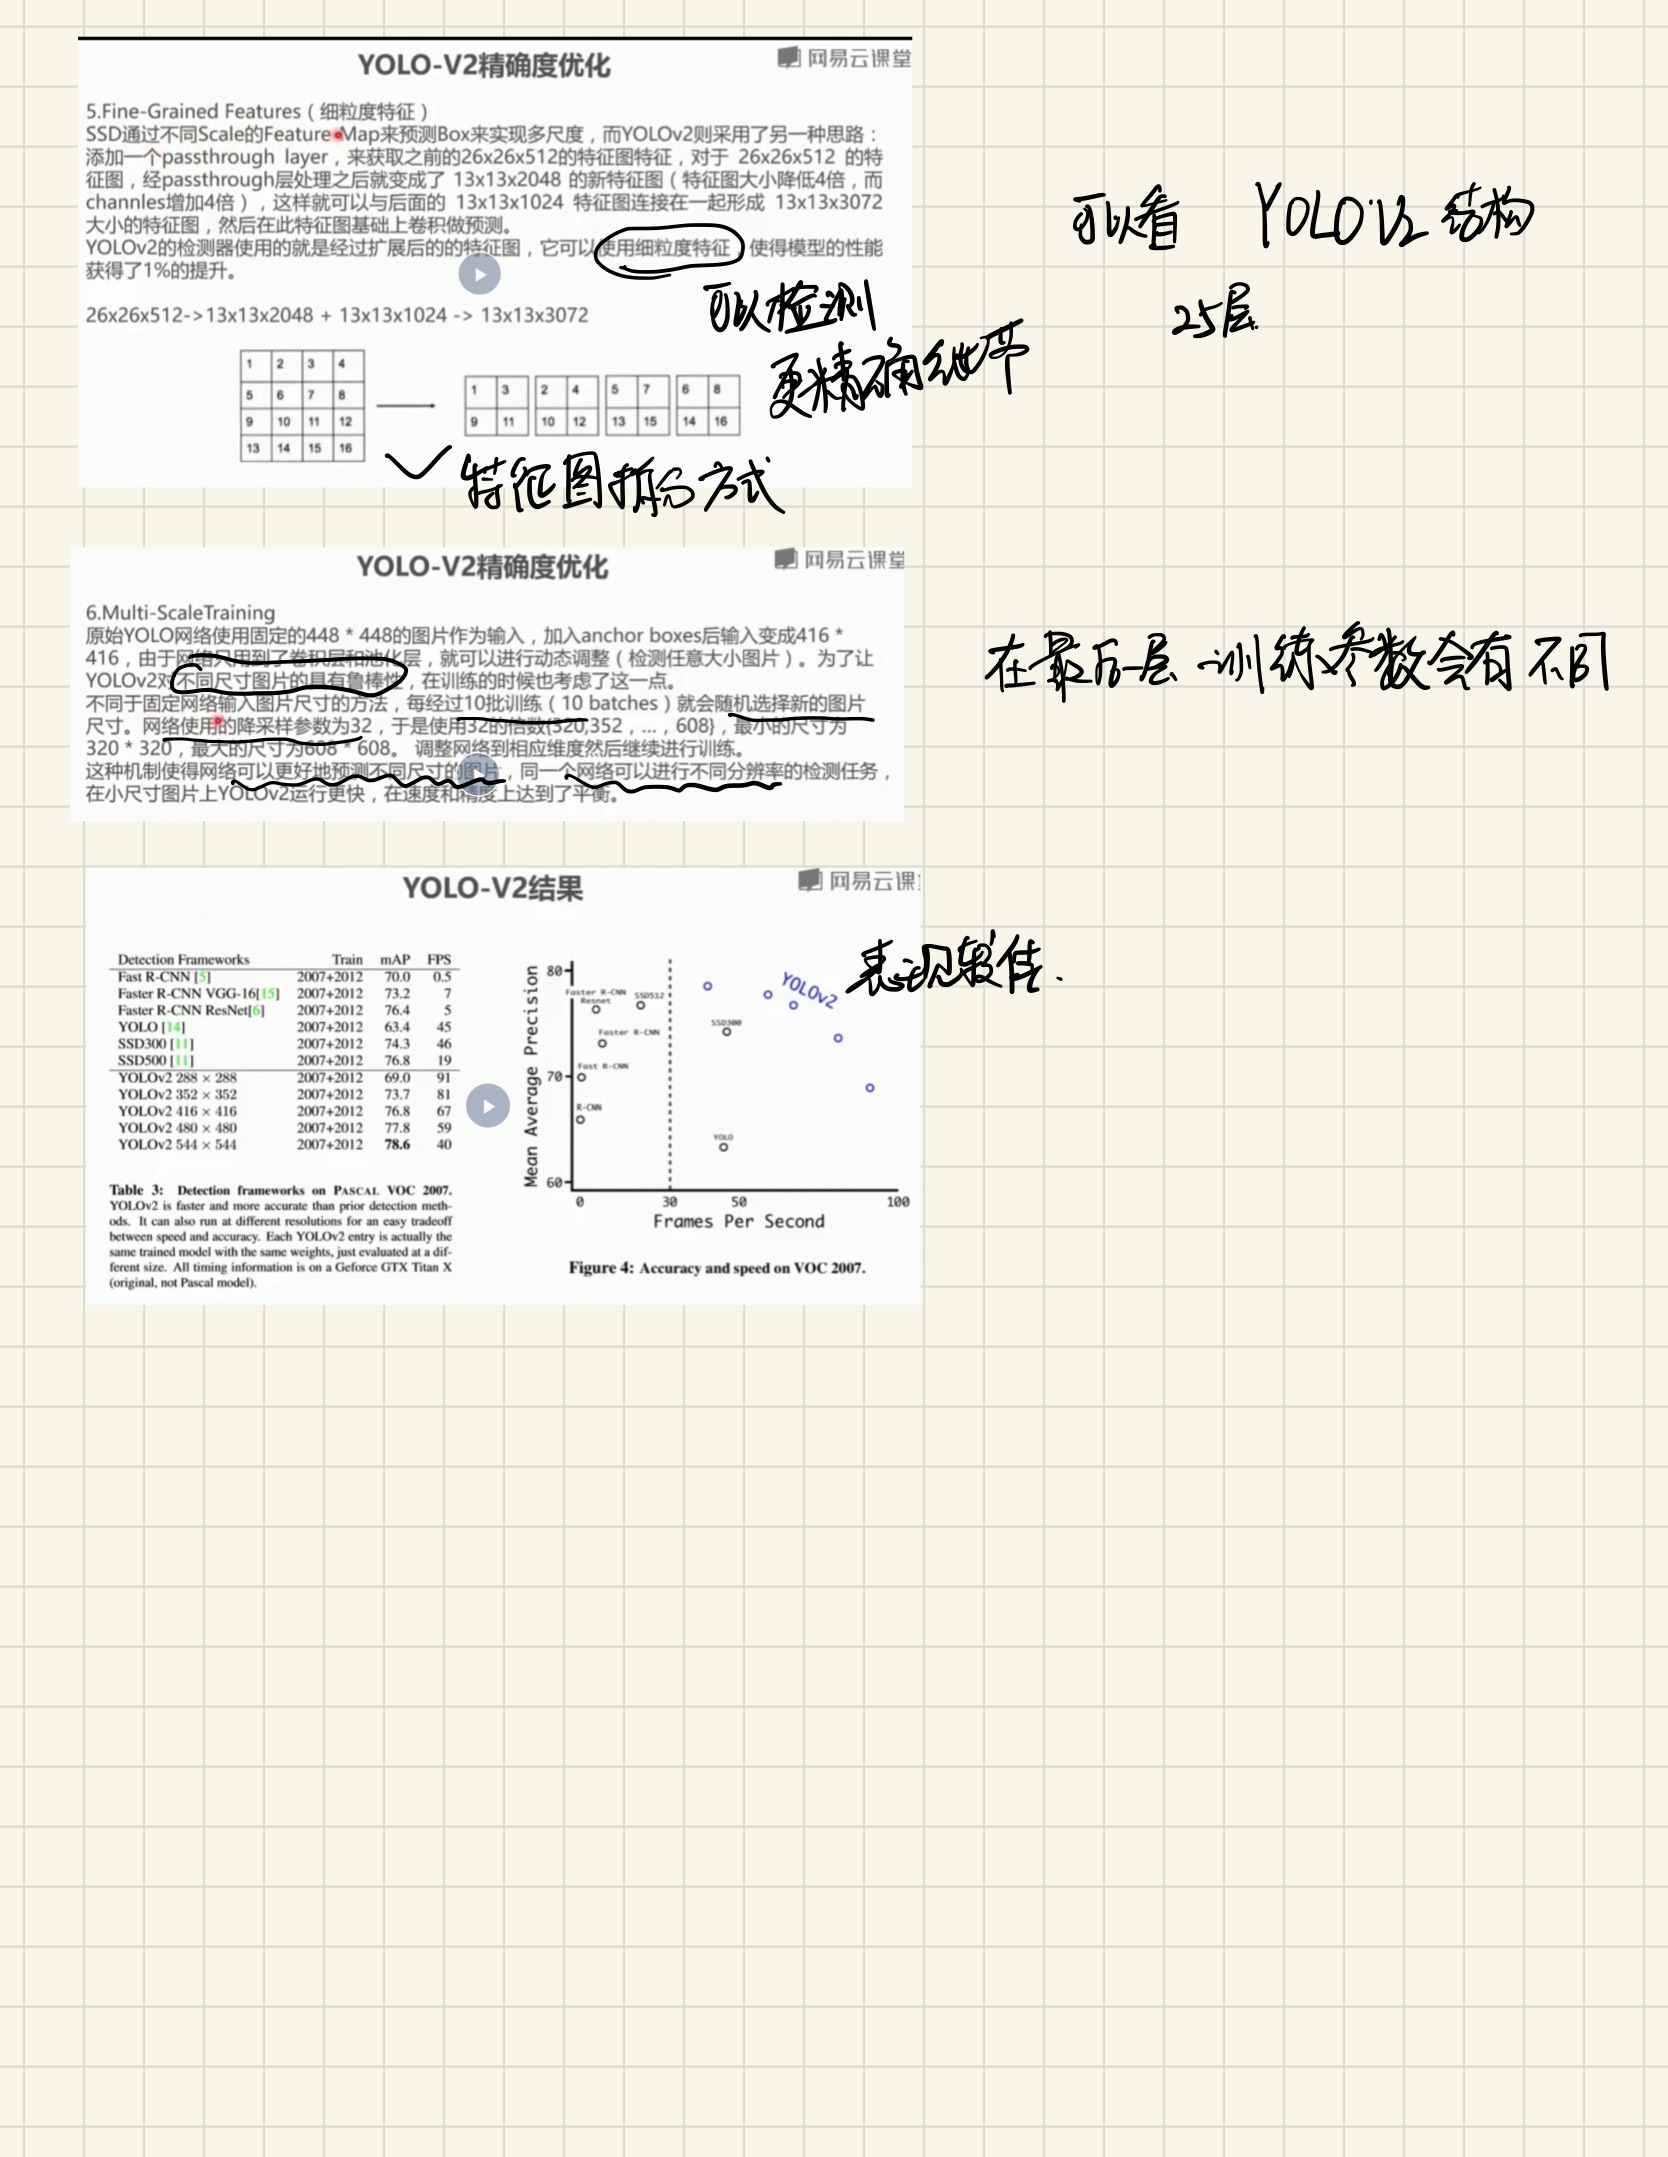 YOLO-V2精确度优化
网易云课堂
5.Fine-Grained Features（细粒度特征）
SSD通过不同Scale的Feature Map来预测Box来实现多尺度，而YOLOv2则采用了另一种思路：
添加一个passthrough layer，来获取之前的26x26x512的特征图特征，对于 26x26x512 的特
征图，经passthrough层处理之后就变成了 13x13x2048 的新特征图（特征图大小降低4倍，而
channles增加4倍），这样就可以与后面的 13x13x1024 特征图连接在一起形成 13x13x3072
大小的特征图，然后在此特征图基础上卷积做预测。
YOLOv2的检测器使用的就是经过扩展后的的特征图，它可以使用细粒度特征，使得模型的性能
获得了1%的提升。
可以看 YOLO V2 结构
25层
26x26x512->13x13x2048 + 13x13x1024 -> 13x13x3072
可以检测
更精确细节
1 2 3 4
5 6 7 8
9 10 11 12
13 14 15 16
1 3 2 4 5 7 6 8
9 11 10 12 13 15 14 16
特征图拆分方式
YOLO-V2精确度优化
网易云课堂
6.Multi-ScaleTraining
原始YOLO网络使用固定的448 * 448的图片作为输入，加入anchor boxes后输入变成416 *
416，由于网络只用到了卷积层和池化层，就可以进行动态调整（检测任意大小图片）。为了让
YOLOv2对不同尺寸图片的具有鲁棒性，在训练的时候也考虑了这一点。
不同于固定网络输入图片尺寸的方法，每经过10批训练（10 batches）就会随机选择新的图片
尺寸。网络使用的降采样参数为32，于是使用32的倍数{320,352，…，608}，最小的尺寸为
320 * 320，最大的尺寸为608 * 608。 调整网络到相应维度然后继续进行训练。
这种机制使得网络可以更好地预测不同尺寸的图片，同一个网络可以进行不同分辨率的检测任务，
在小尺寸图片上YOLOv2运行更快，在速度和精度上达到了平衡。
在最后一层 训练参数会有不同
YOLO-V2结果
网易云课
表现较佳.
Detection Frameworks Train mAP FPS
Fast R-CNN [5] 2007+2012 70.0 0.5
Faster R-CNN VGG-16[15] 2007+2012 73.2 7
Faster R-CNN ResNet[6] 2007+2012 76.4 5
YOLO [14] 2007+2012 63.4 45
SSD300 [11] 2007+2012 74.3 46
SSD500 [11] 2007+2012 76.8 19
YOLOv2 288 × 288 2007+2012 69.0 91
YOLOv2 352 × 352 2007+2012 73.7 81
YOLOv2 416 × 416 2007+2012 76.8 67
YOLOv2 480 × 480 2007+2012 77.8 59
YOLOv2 544 × 544 2007+2012 78.6 40
Table 3: Detection frameworks on PASCAL VOC 2007.
YOLOv2 is faster and more accurate than prior detection meth-
ods. It can also run at different resolutions for an easy tradeoff
between speed and accuracy. Each YOLOv2 entry is actually the
same trained model with the same weights, just evaluated at a dif-
ferent size. All timing information is on a Geforce GTX Titan X
(original, not Pascal model).
Mean Average Precision
80
70
60
Faster R-CNN
Resnet
SSD512
YOLOv2
SSD300
Faster R-CNN
Fast R-CNN
R-CNN
YOLO
0 30 50 100
Frames Per Second
Figure 4: Accuracy and speed on VOC 2007.